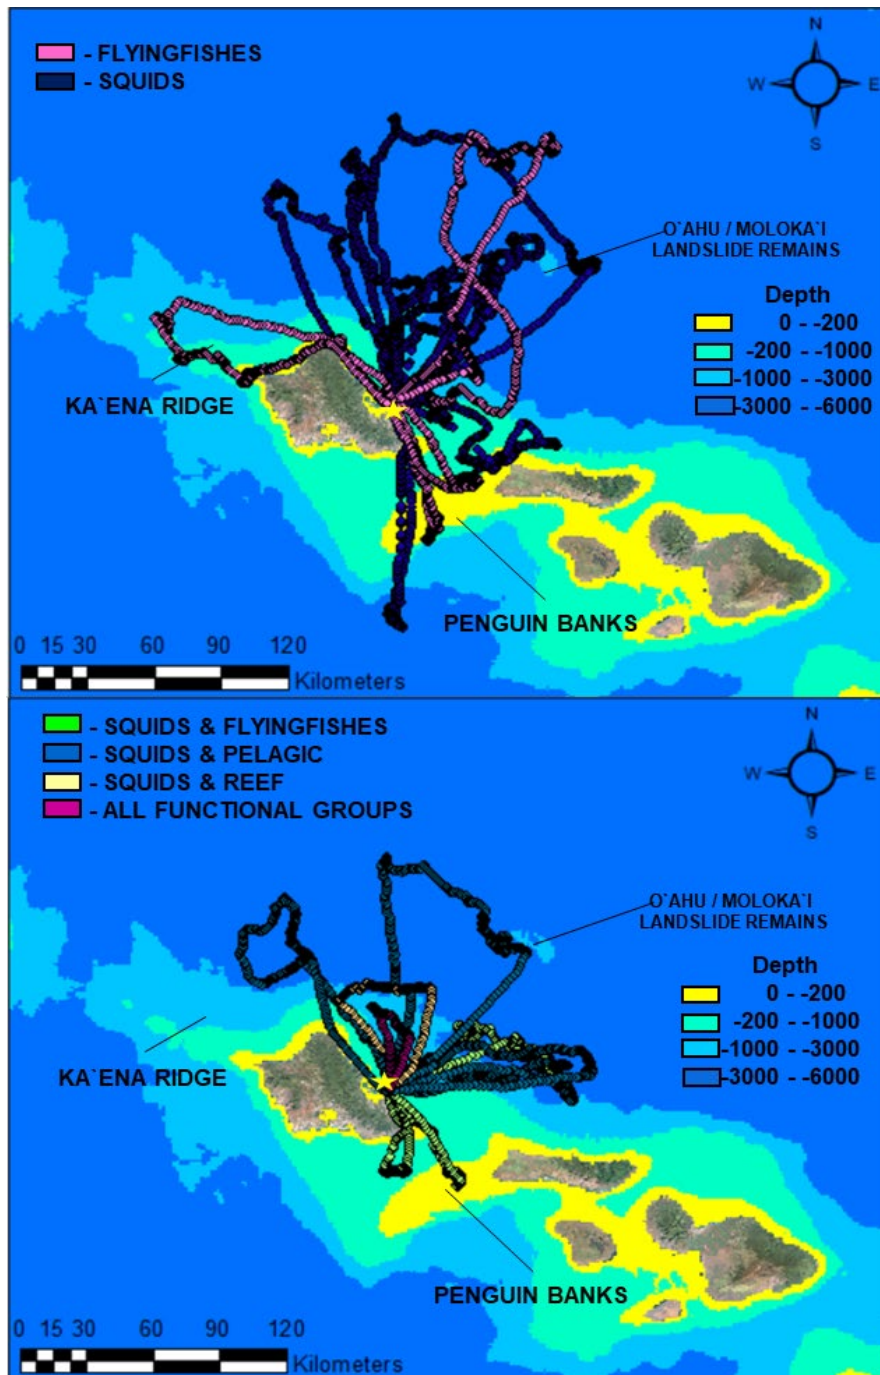 - FLYINGFISHES
- SQUIDS
N
W E
S
O`AHU / MOLOKA`I
LANDSLIDE REMAINS
Depth
0 - -200
-200 - -1000
-1000 - -3000
-3000 - -6000
KA`ENA RIDGE
PENGUIN BANKS
0 15 30 60 90 120
Kilometers
- SQUIDS & FLYINGFISHES
- SQUIDS & PELAGIC
- SQUIDS & REEF
- ALL FUNCTIONAL GROUPS
N
W E
S
O`AHU / MOLOKA`I
LANDSLIDE REMAINS
Depth
0 - -200
-200 - -1000
-1000 - -3000
-3000 - -6000
KA`ENA RIDGE
PENGUIN BANKS
0 15 30 60 90 120
Kilometers